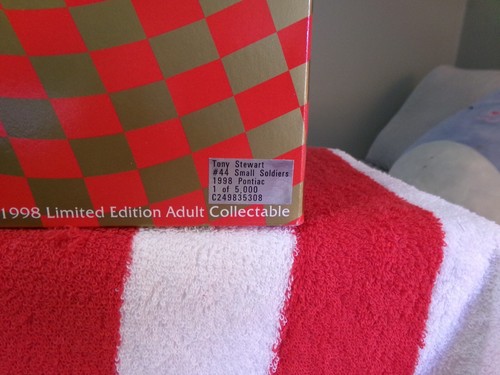 Tony Stewart
#44 Small Soldiers
1998 Pontiac
1 of 5,000
C249835308
1998 Limited Edition Adult Collectable